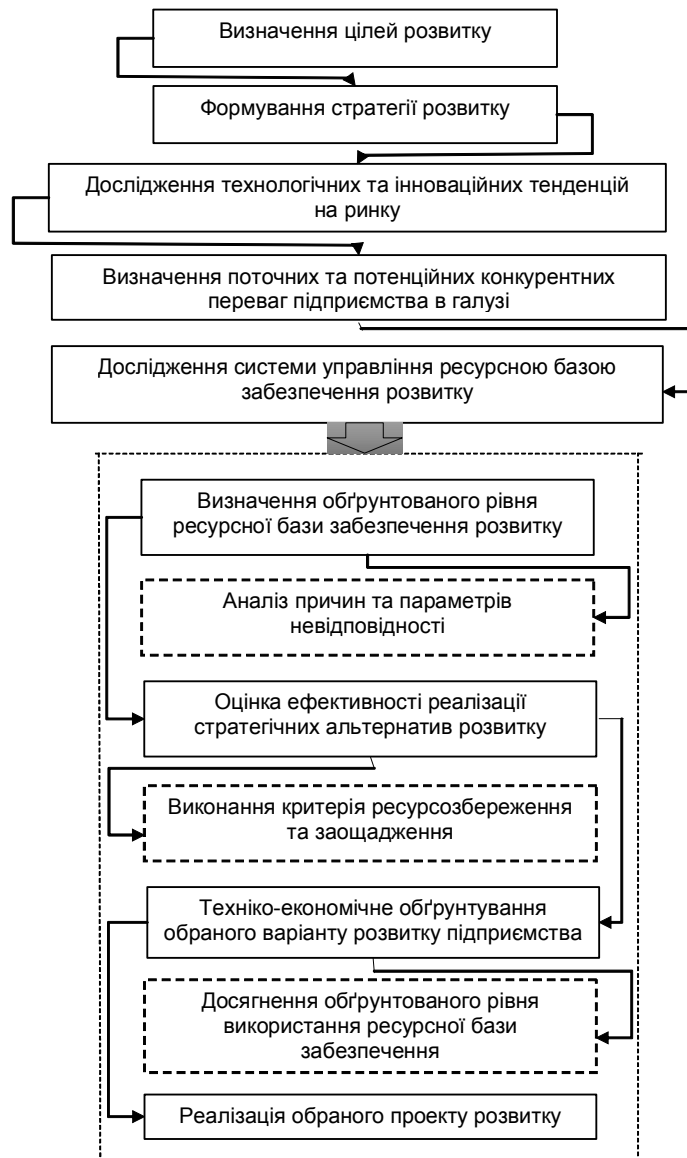 Визначення цілей розвитку
Формування стратегії розвитку
Дослідження технологічних та інноваційних тенденцій
на ринку
Визначення поточних та потенційних конкурентних
переваг підприємства в галузі
Дослідження системи управління ресурсною базою
забезпечення розвитку
Визначення обґрунтованого рівня
ресурсної бази забезпечення розвитку
Аналіз причин та параметрів
невідповідності
Оцінка ефективності реалізації
стратегічних альтернатив розвитку
Виконання критерія ресурсозбереження
та заощадження
Техніко-економічне обґрунтування
обраного варіанту розвитку підприємства
Досягнення обґрунтованого рівня
використання ресурсної бази
забезпечення
Реалізація обраного проекту розвитку